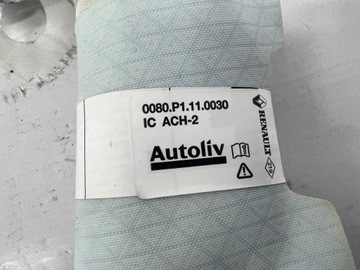 0080.P1.11.0030
IC ACH-2
Autoliv
RENAULT